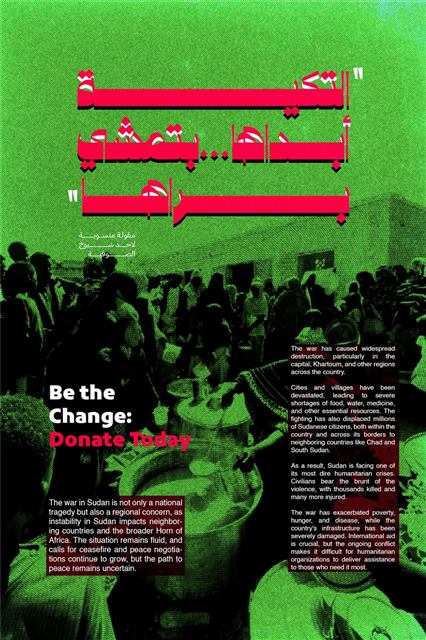 "التكيـــــــة
أبـــداها...بتمشي
بـــــــراهـــا"
مقولة منسوبـــة
لاحد شـــيوخ
الصـــوفيـــة
Be the
Change:
Donate Today
The war in Sudan is not only a national
tragedy but also a regional concern, as
instability in Sudan impacts neighbor-
ing countries and the broader Horn of
Africa. The situation remains fluid, and
calls for ceasefire and peace negotia-
tions continue to grow, but the path to
peace remains uncertain.
The war has caused widespread
destruction, particularly in the
capital, Khartoum, and other regions
across the country.
Cities and villages have been
devastated, leading to severe
shortages of food, water, medicine,
and other essential resources. The
fighting has also displaced millions
of Sudanese citizens, both within the
country and across its borders to
neighboring countries like Chad and
South Sudan.
As a result, Sudan is facing one of
its most dire humanitarian crises.
Civilians bear the brunt of the
violence, with thousands killed and
many more injured.
The war has exacerbated poverty,
hunger, and disease, while the
country's infrastructure has been
severely damaged. International aid
is crucial, but the ongoing conflict
makes it difficult for humanitarian
organizations to deliver assistance
to those who need it most.